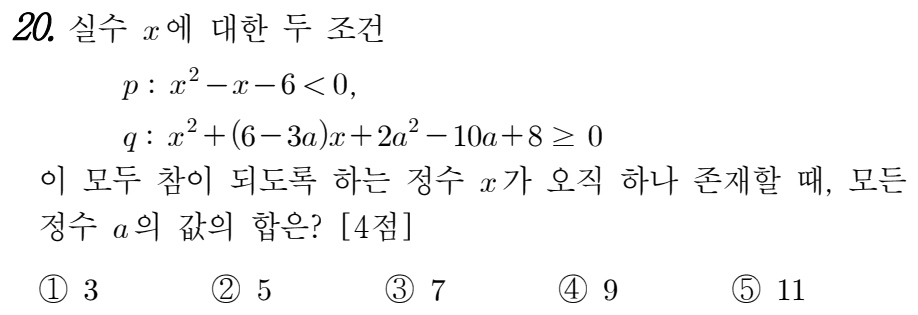 20. 실수 x에 대한 두 조건
p : x² − x − 6 < 0,
q : x² + (6 − 3a)x + 2a² − 10a + 8 ≥ 0
이 모두 참이 되도록 하는 정수 x가 오직 하나 존재할 때, 모든
정수 a의 값의 합은? [4점]
① 3 ② 5 ③ 7 ④ 9 ⑤ 11